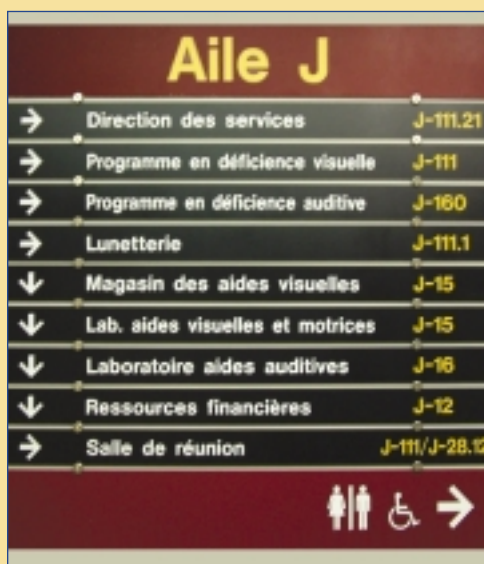 Aile J
→ Direction des services J-111.21
→ Programme en déficience visuelle J-111
→ Programme en déficience auditive J-160
→ Lunetterie J-111.1
↓ Magasin des aides visuelles J-15
↓ Lab. aides visuelles et motrices J-15
↓ Laboratoire aides auditives J-16
↓ Ressources financières J-12
→ Salle de réunion J-111/J-28.12